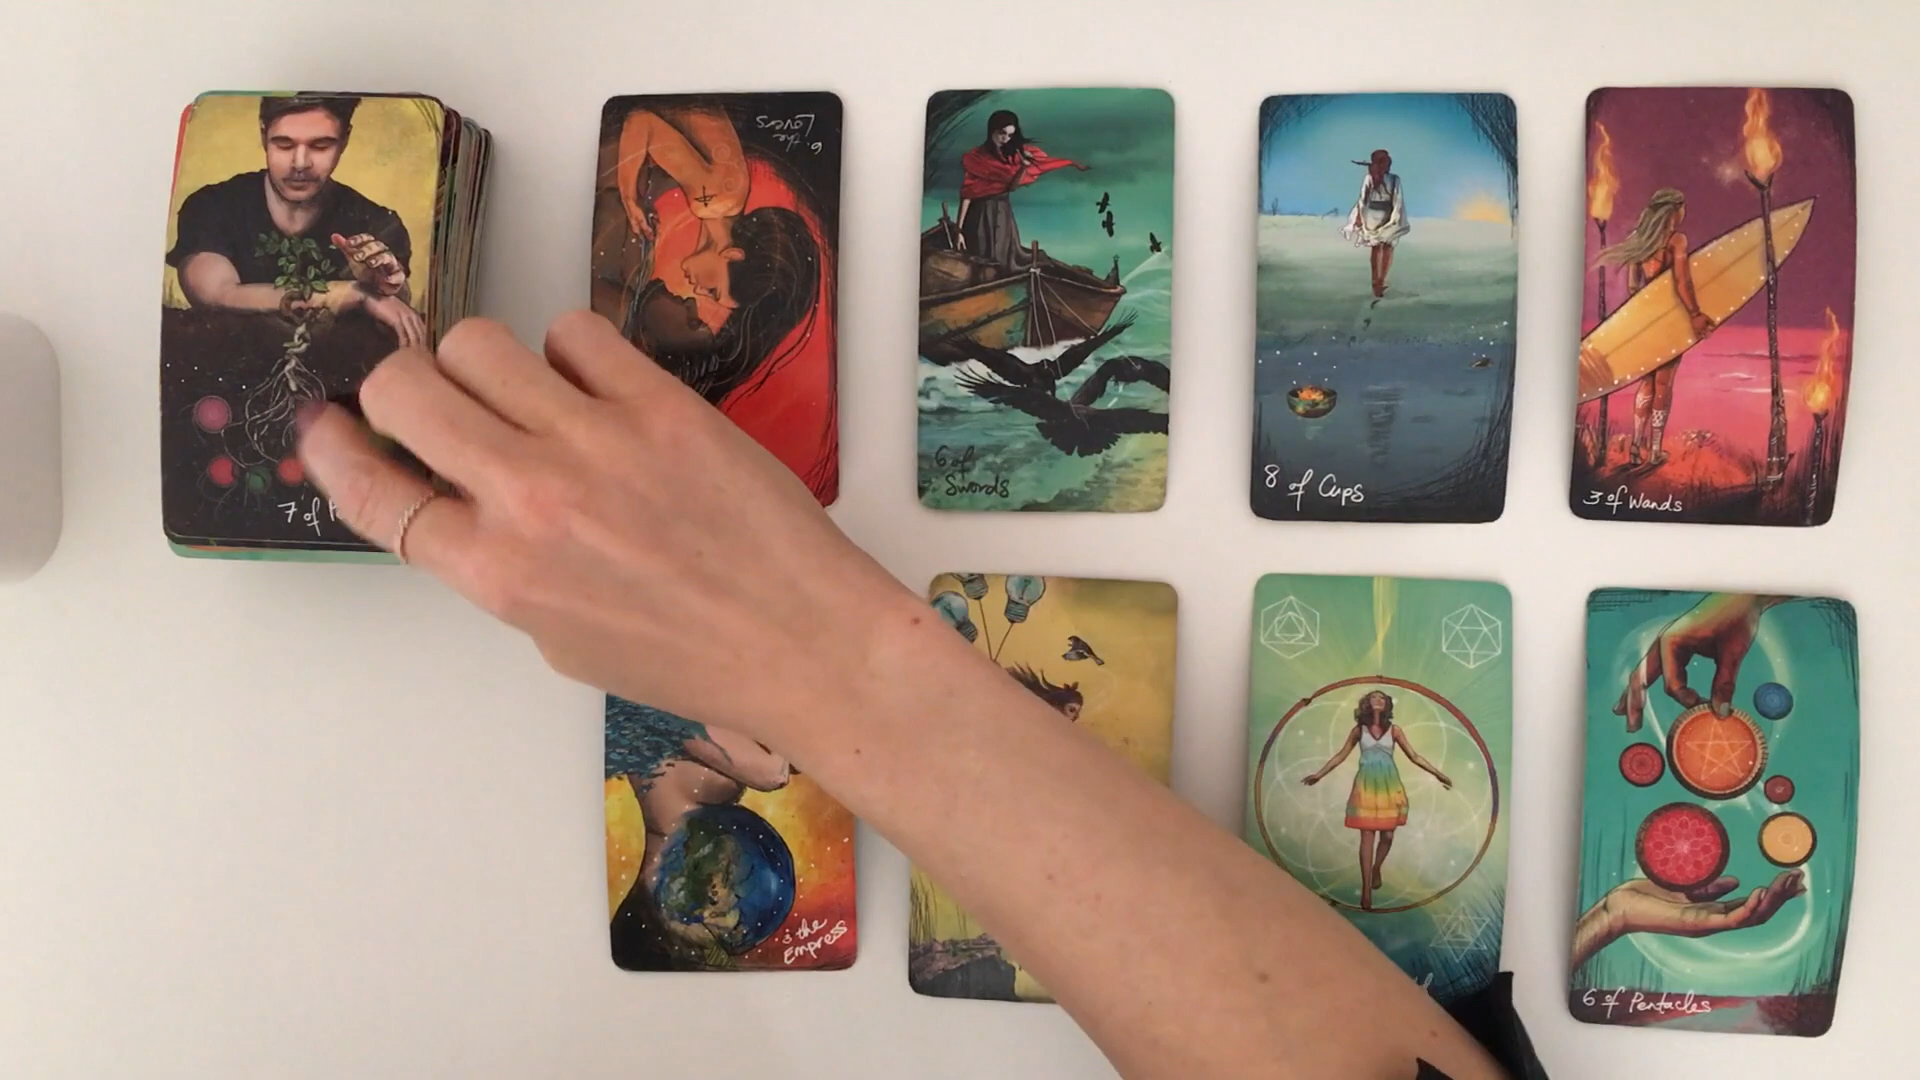 7 of
6. the
Lovers
6 of
Swords
8 of Cups
3 of Wands
3 the
Empress
6 of Pentacles